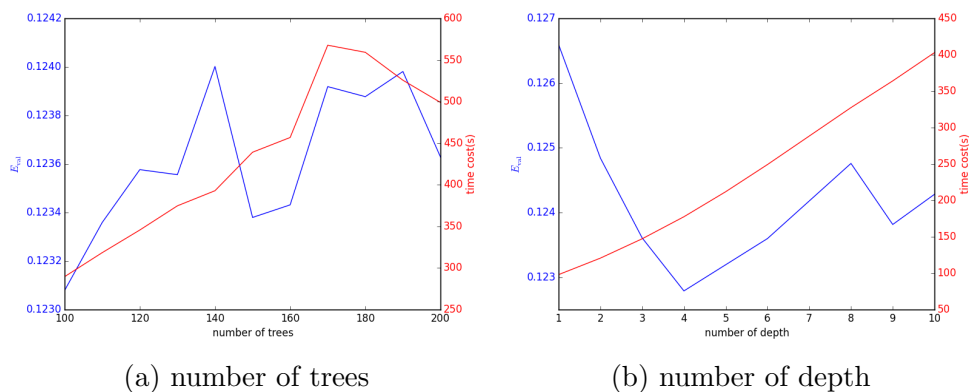 0.1242
0.1240
0.1238
0.1236
0.1234
0.1232
0.1230
E_val
600
550
500
450
400
350
300
250
time cost(s)
100 120 140 160 180 200
number of trees
(a) number of trees
0.127
0.126
0.125
0.124
0.123
E_val
450
400
350
300
250
200
150
100
50
time cost(s)
1 2 3 4 5 6 7 8 9 10
number of depth
(b) number of depth